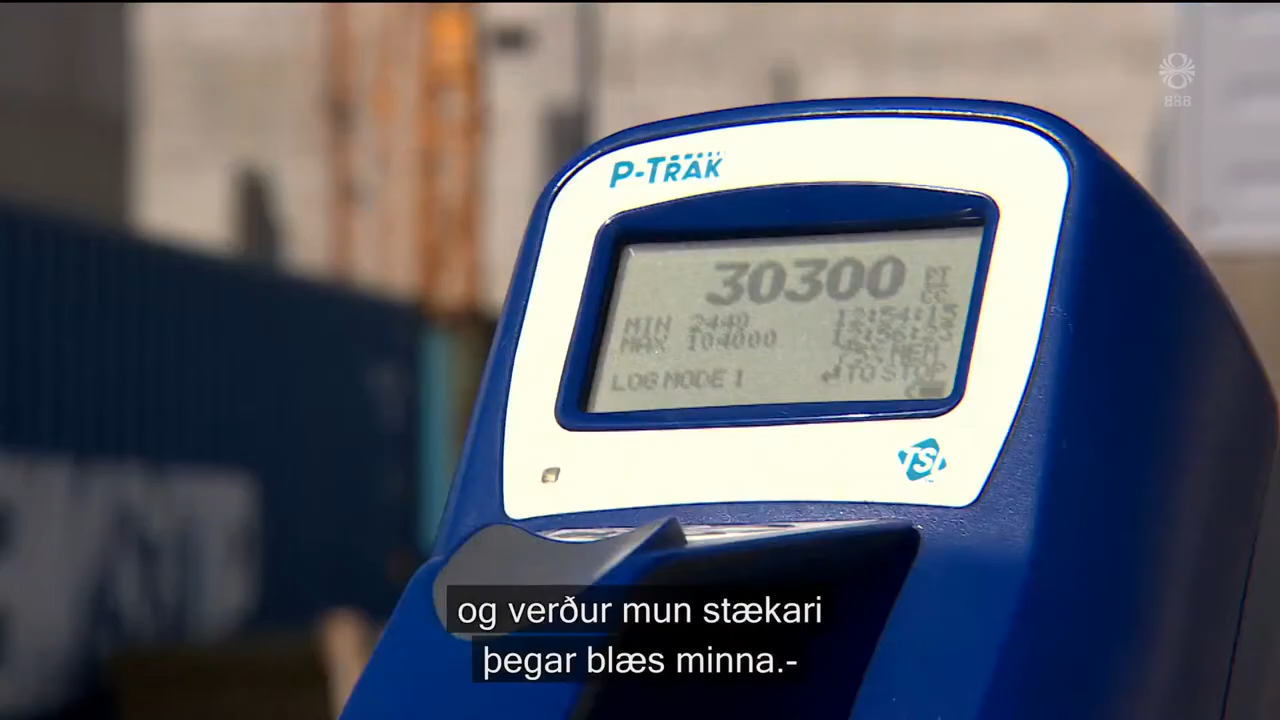 888
P-TRAK
30300
MIN 2440
MAX 104000
LOG MODE 1
TO STOP
TSI
og verður mun stækari
þegar blæs minna.-